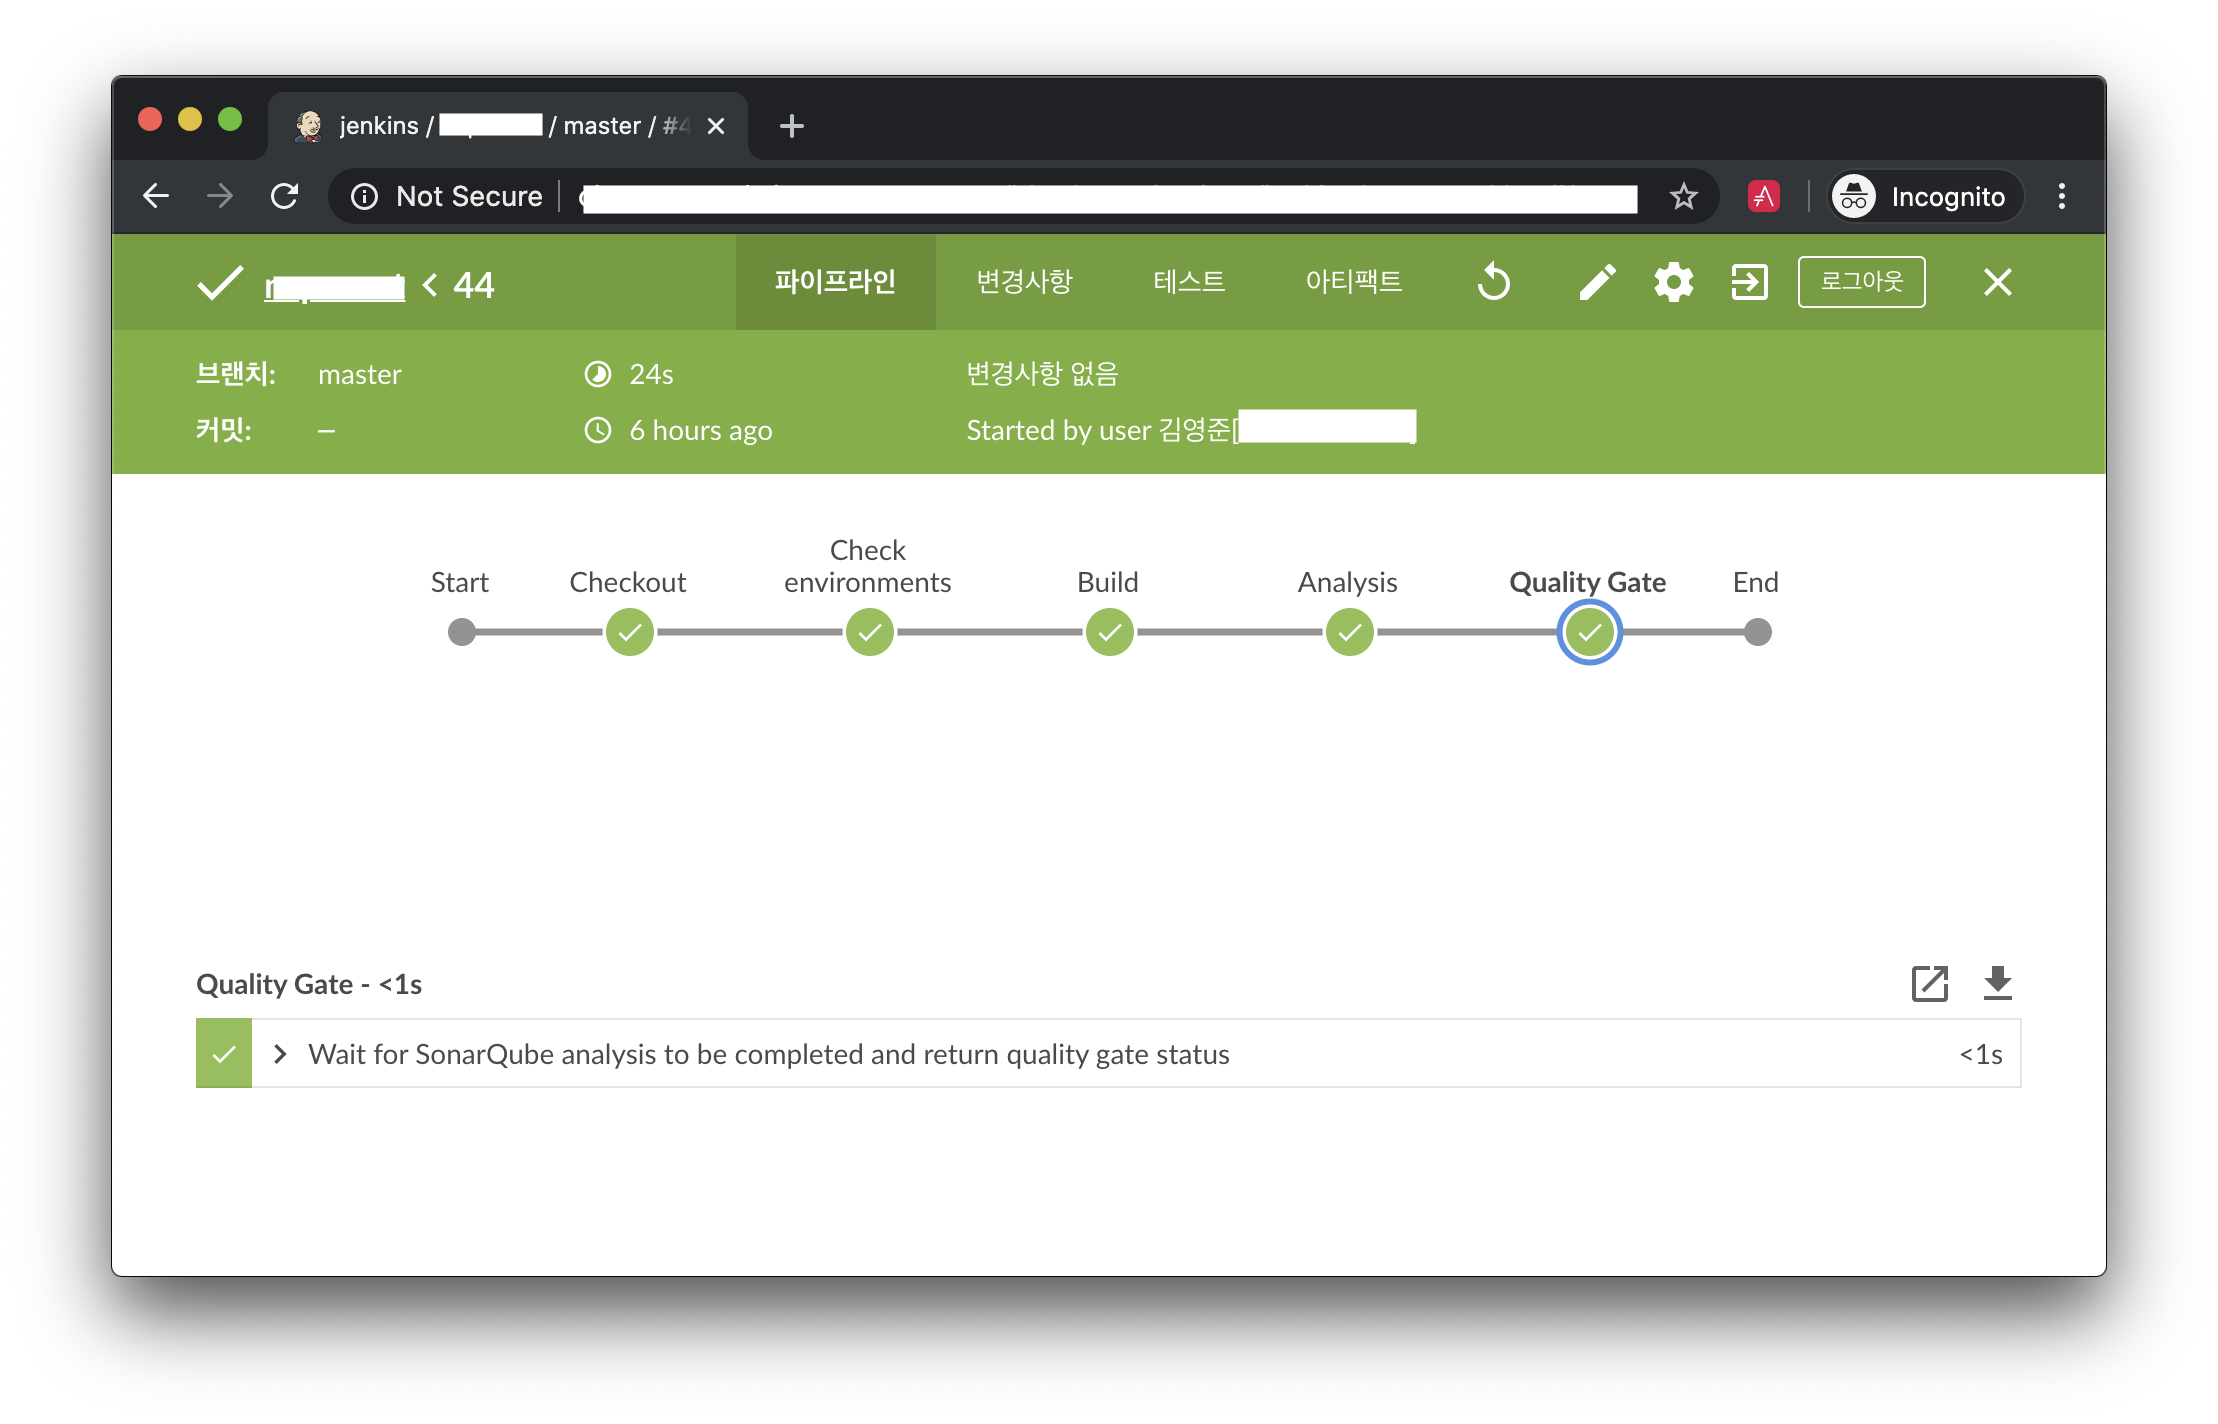 jenkins / / master / #4
Not Secure
Incognito
< 44
파이프라인
변경사항
테스트
아티팩트
로그아웃
브랜치: master
24s
변경사항 없음
커밋: –
6 hours ago
Started by user 김영준[
Start
Checkout
Check
environments
Build
Analysis
Quality Gate
End
Quality Gate - <1s
Wait for SonarQube analysis to be completed and return quality gate status
<1s